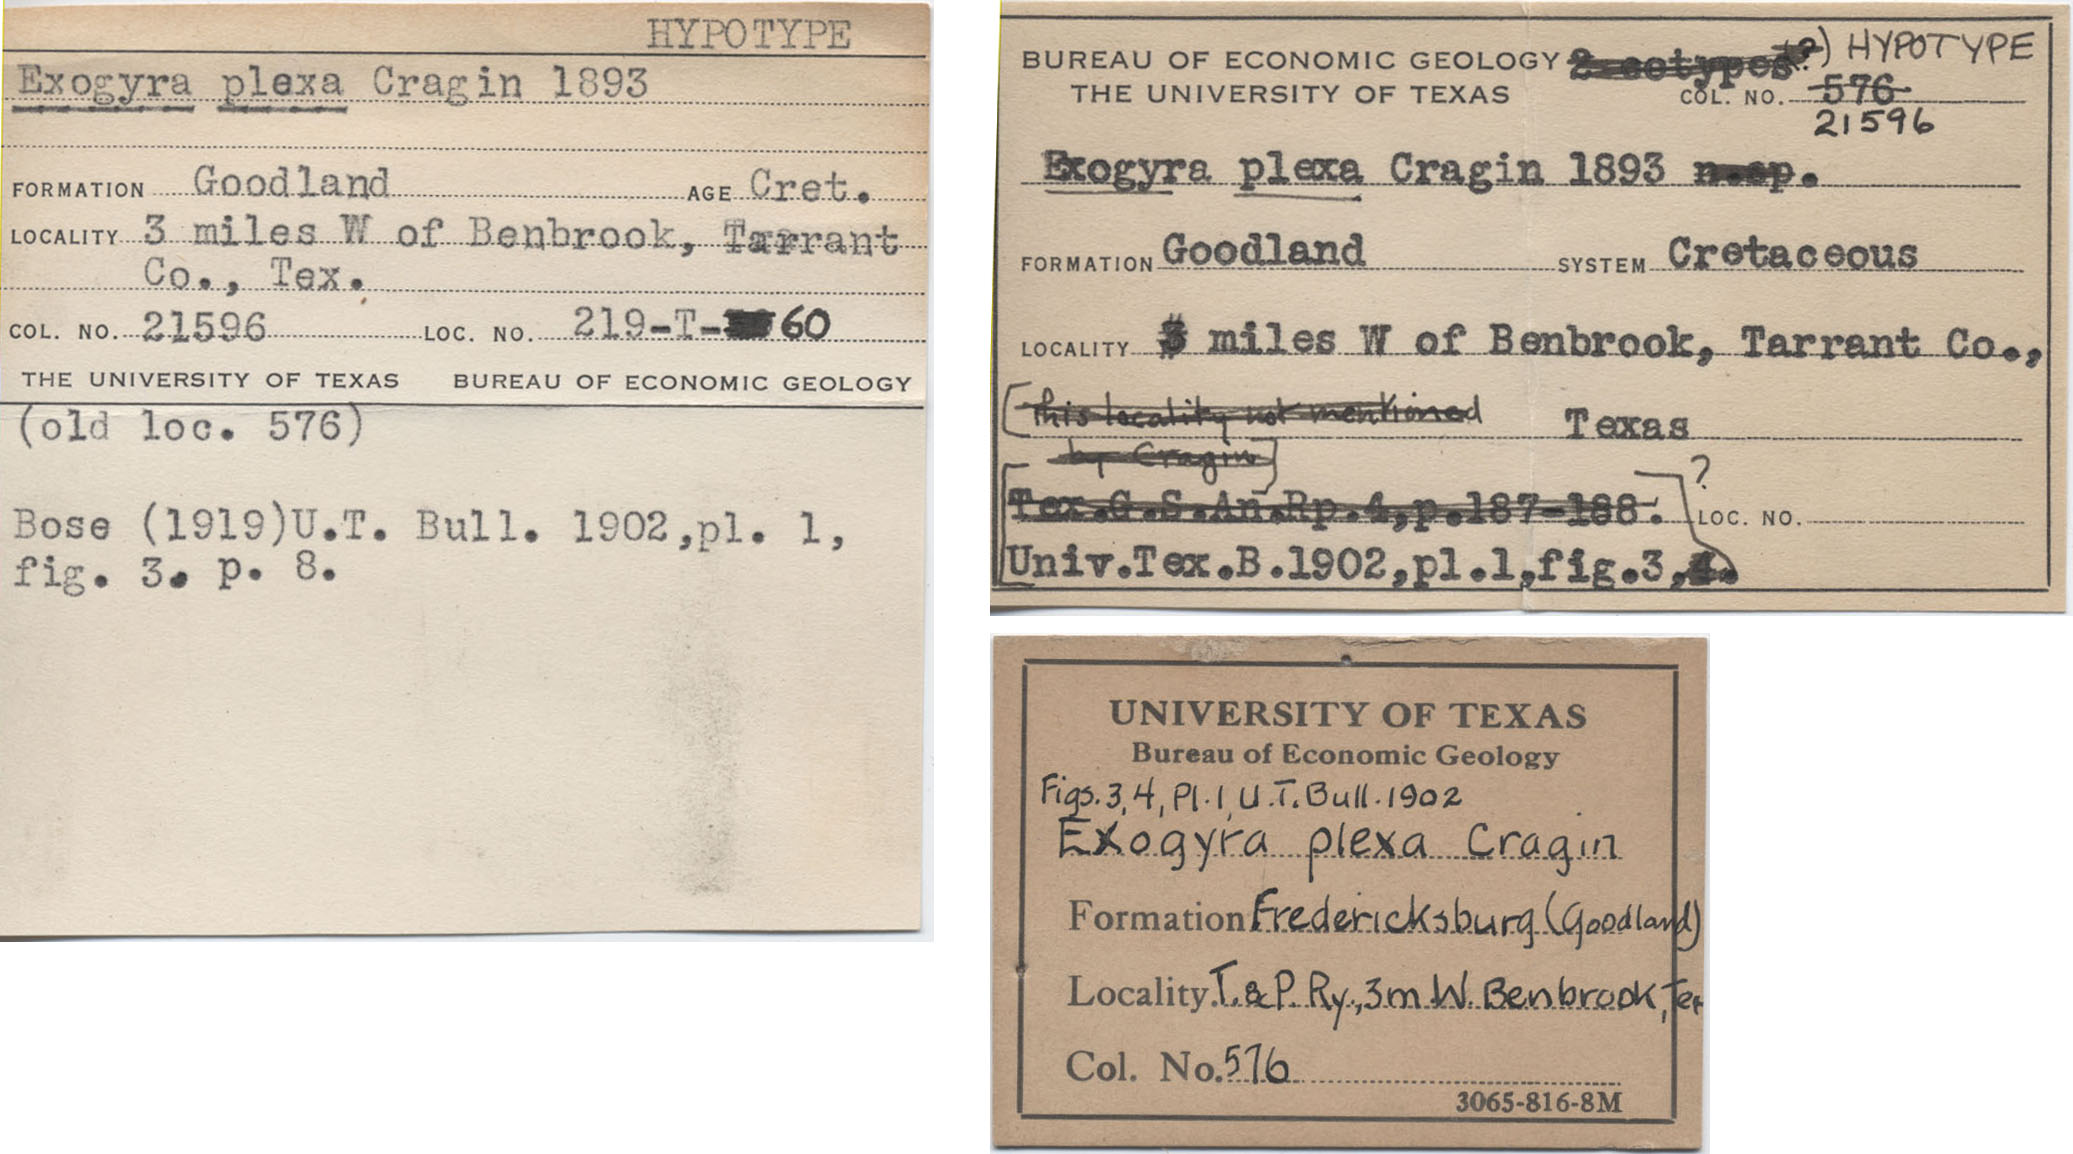 HYPOTYPE
Exogyra plexa Cragin 1893
FORMATION Goodland AGE Cret.
LOCALITY 3 miles W of Benbrook, Tarrant
Co., Tex.
COL. NO. 21596 LOC. NO. 219-T- 60
THE UNIVERSITY OF TEXAS BUREAU OF ECONOMIC GEOLOGY
(old loc. 576)
Bose (1919)U.T. Bull. 1902,pl. 1,
fig. 3. p. 8.
BUREAU OF ECONOMIC GEOLOGY 2 cotypes (?) HYPOTYPE
THE UNIVERSITY OF TEXAS COL. NO. 576
21596
Exogyra plexa Cragin 1893 n.sp.
FORMATION Goodland SYSTEM Cretaceous
LOCALITY 3 miles W of Benbrook, Tarrant Co.,
[This locality not mentioned Texas
by Cragin]
[Tex.G.S.An.Rp.4,p.187-188. ? LOC. NO.
Univ.Tex.B.1902,pl.1,fig.3,4.
UNIVERSITY OF TEXAS
Bureau of Economic Geology
Figs. 3, 4, Pl. 1, U.T. Bull. 1902
Exogyra plexa Cragin
Formation Fredericksburg (Goodland)
Locality T. & P. Ry., 3m W. Benbrook, Tex
Col. No. 576
3065-816-8M